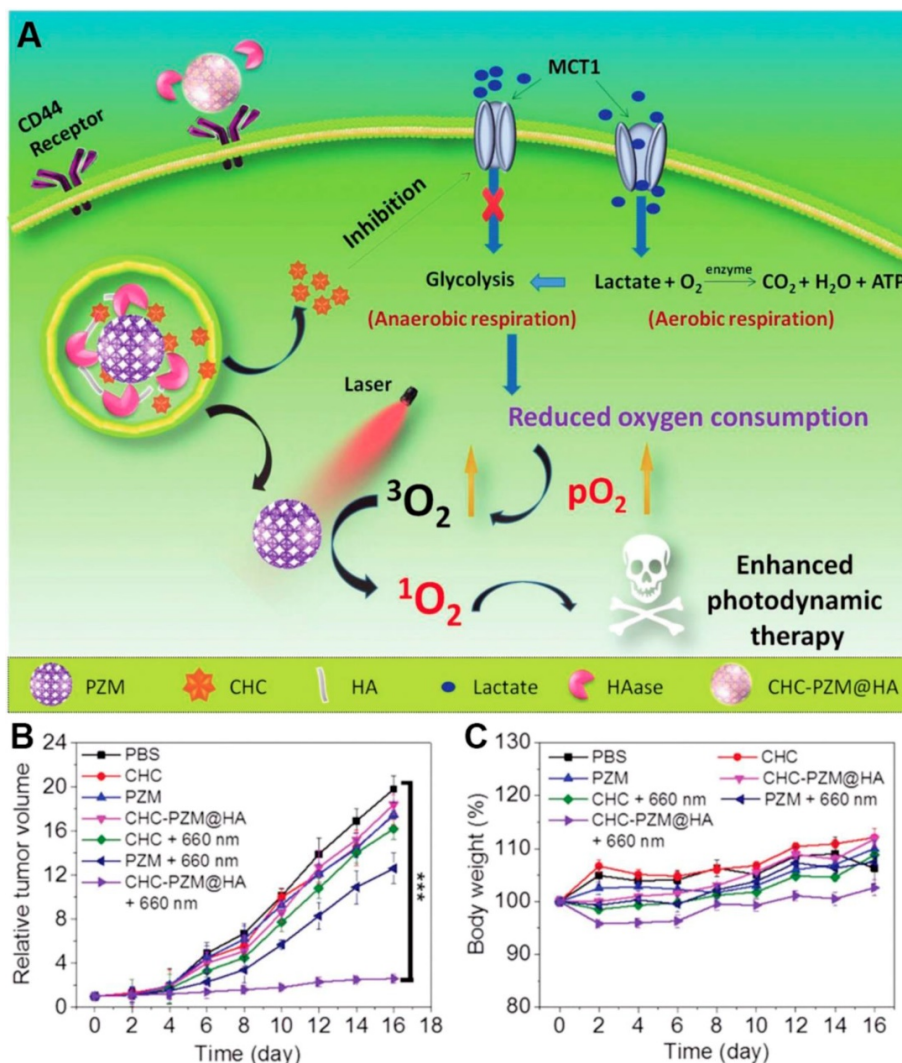 A
MCT1
CD44
Receptor
Inhibition
Glycolysis
Lactate + O₂ enzyme CO₂ + H₂O + ATP
(Anaerobic respiration)
(Aerobic respiration)
Laser
Reduced oxygen consumption
³O₂
pO₂
¹O₂
Enhanced
photodynamic
therapy
PZM
CHC
HA
Lactate
HAase
CHC-PZM@HA
B
Relative tumor volume
24
20
16
12
8
4
0
PBS
CHC
PZM
CHC-PZM@HA
CHC + 660 nm
PZM + 660 nm
CHC-PZM@HA
+ 660 nm
***
0 2 4 6 8 10 12 14 16 18
Time (day)
C
Body weight (%)
130
120
110
100
90
80
PBS
CHC
PZM
CHC-PZM@HA
CHC + 660 nm
PZM + 660 nm
CHC-PZM@HA
+ 660 nm
0 2 4 6 8 10 12 14 16
Time (day)